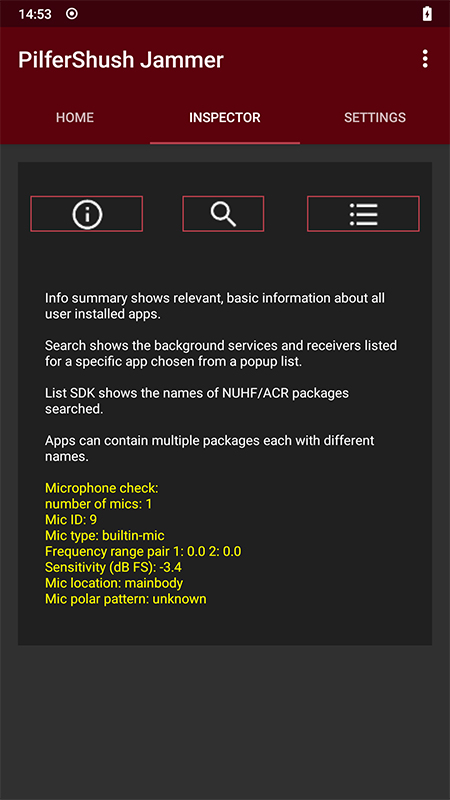 14:53
PilferShush Jammer
HOME
INSPECTOR
SETTINGS
Info summary shows relevant, basic information about all
user installed apps.
Search shows the background services and receivers listed
for a specific app chosen from a popup list.
List SDK shows the names of NUHF/ACR packages
searched.
Apps can contain multiple packages each with different
names.
Microphone check:
number of mics: 1
Mic ID: 9
Mic type: builtin-mic
Frequency range pair 1: 0.0 2: 0.0
Sensitivity (dB FS): -3.4
Mic location: mainbody
Mic polar pattern: unknown